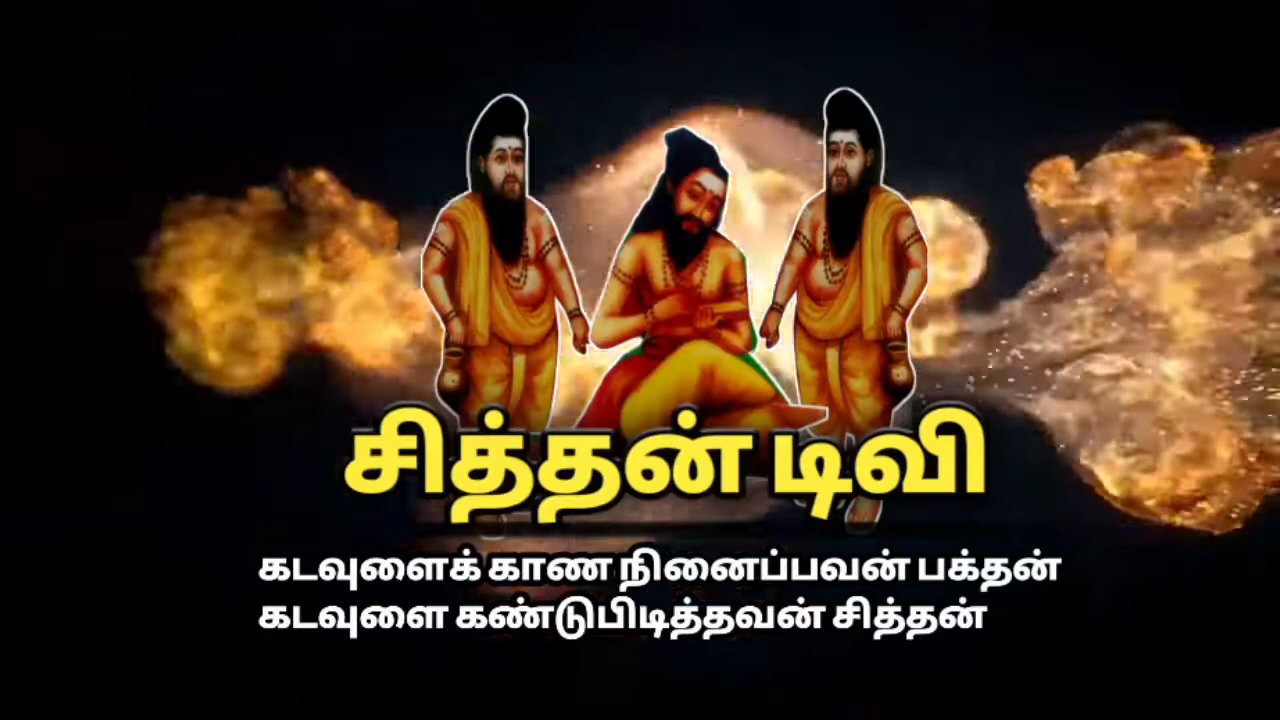 சித்தன் டிவி
கடவுளைக் காண நினைப்பவன் பக்தன்
கடவுளை கண்டுபிடித்தவன் சித்தன்